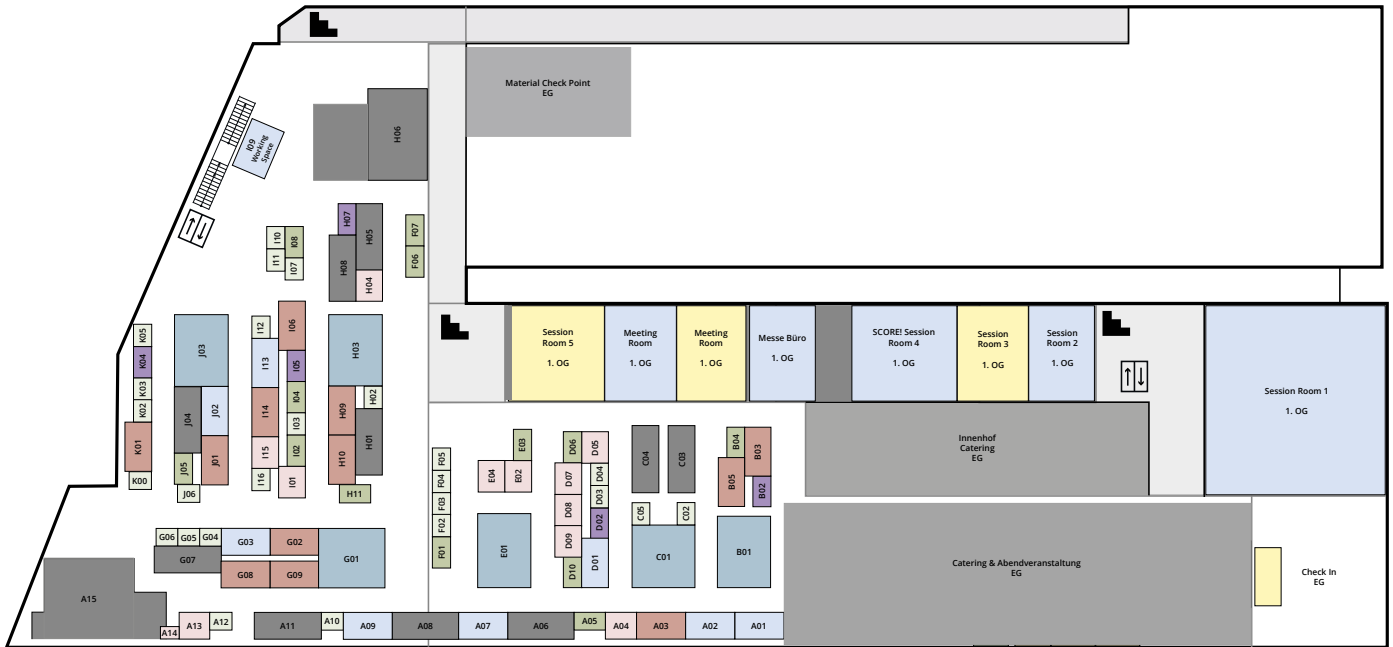 Material Check Point
EG
I09
Working
Space
H06
H07
H05
H08
H04
F07
F06
I10
I08
I11
I07
K05
K04
K03
K02
K01
K00
J03
J04
J02
J05
J01
J06
I12
I06
I13
I05
I14
I04
I03
I15
I02
I16
I01
H03
H09
H02
H10
H01
H11
Session
Room 5
1. OG
Meeting
Room
1. OG
Meeting
Room
1. OG
Messe Büro
1. OG
SCORE! Session
Room 4
1. OG
Session
Room 3
1. OG
Session
Room 2
1. OG
Session Room 1
1. OG
Innenhof
Catering
EG
F05
F04
F03
F02
F01
E03
E04
E02
E01
D06
D05
D07
D04
D03
D08
D02
D09
D10
D01
C04
C03
C05
C02
C01
B04
B03
B05
B02
B01
G06
G05
G04
G03
G02
G01
G07
G08
G09
Catering & Abendveranstaltung
EG
Check In
EG
A15
A14
A13
A12
A11
A10
A09
A08
A07
A06
A05
A04
A03
A02
A01